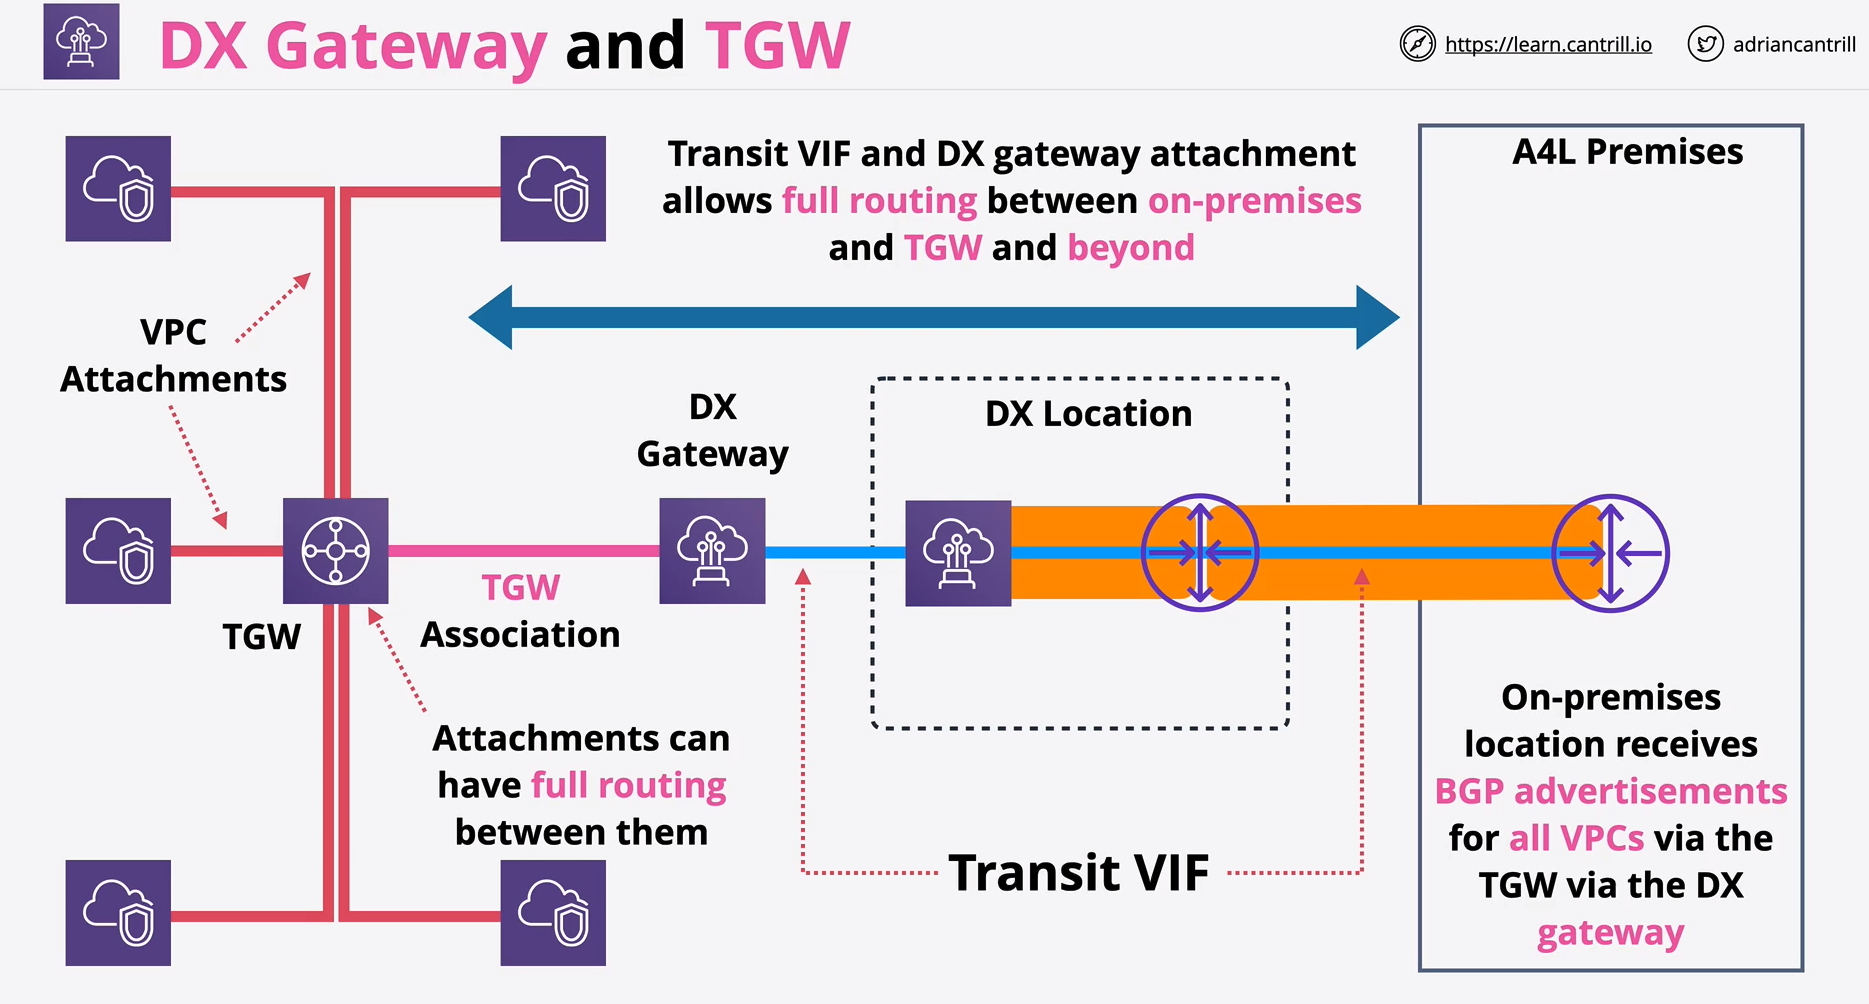 DX Gateway and TGW
https://learn.cantrill.io
adriancantrill
Transit VIF and DX gateway attachment
allows full routing between on-premises
and TGW and beyond
A4L Premises
VPC
Attachments
DX
Gateway
DX Location
TGW
Association
TGW
Attachments can
have full routing
between them
Transit VIF
On-premises
location receives
BGP advertisements
for all VPCs via the
TGW via the DX
gateway